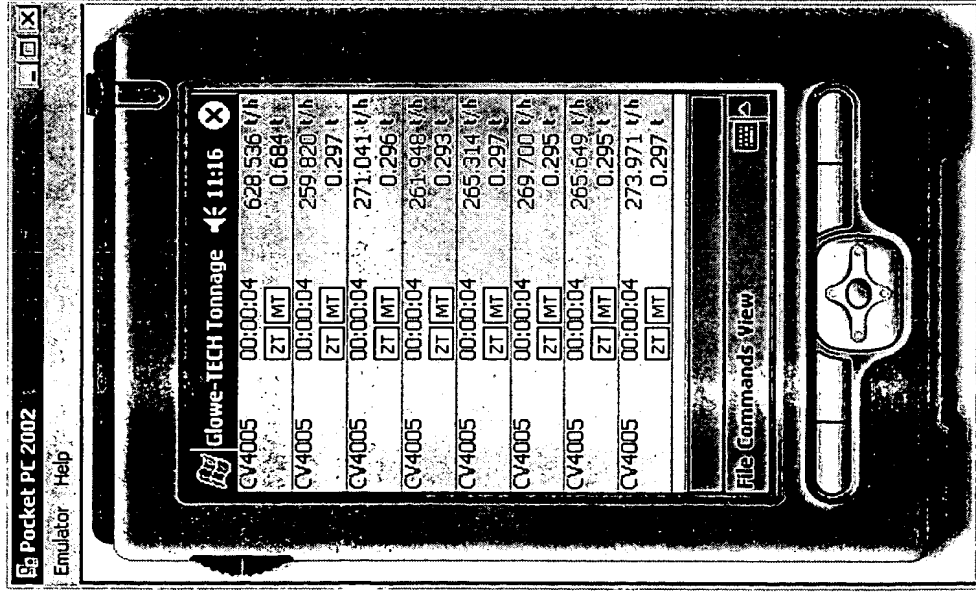 Pocket PC 2002
Emulator Help
Glowe-TECH Tonnage 11:16
CV4005 00:00:04 628.536 t/h
ZT MT 0.684 t
CV4005 00:00:04 259.820 t/h
ZT MT 0.297 t
CV4005 00:00:04 271.041 t/h
ZT MT 0.296 t
CV4005 00:00:04 261.948 t/h
ZT MT 0.293 t
CV4005 00:00:04 265.314 t/h
ZT MT 0.297 t
CV4005 00:00:04 269.700 t/h
ZT MT 0.295 t
CV4005 00:00:04 265.649 t/h
ZT MT 0.295 t
CV4005 00:00:04 273.971 t/h
ZT MT 0.297 t
File Commands View